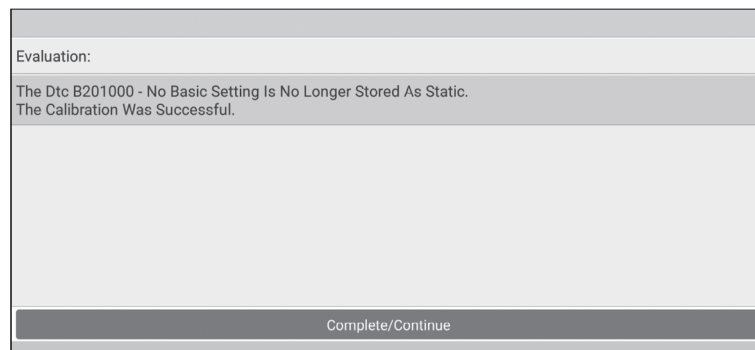 Evaluation:
The Dtc B201000 - No Basic Setting Is No Longer Stored As Static.
The Calibration Was Successful.
Complete/Continue